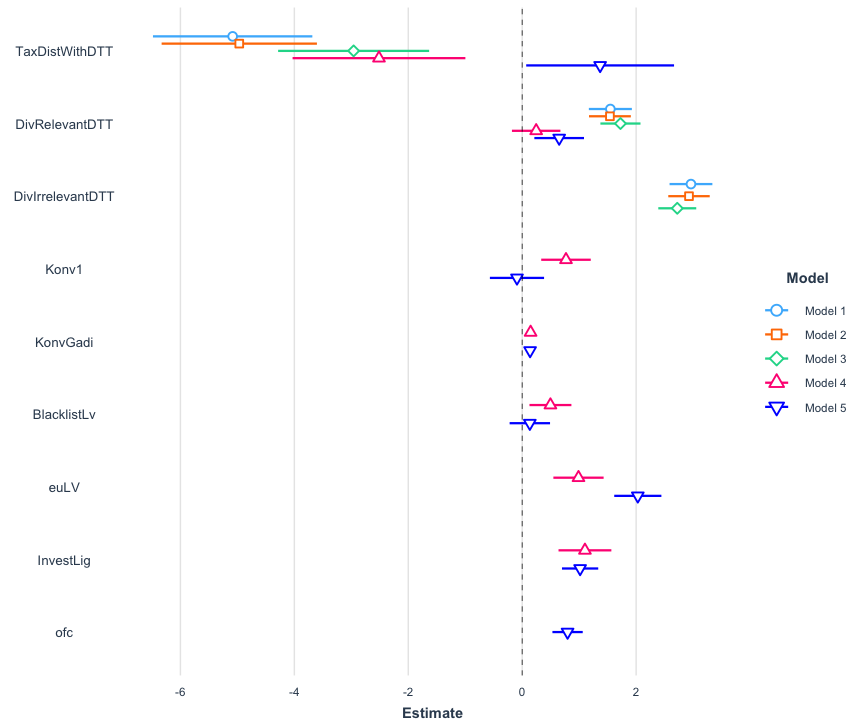 TaxDistWithDTT
DivRelevantDTT
DivIrrelevantDTT
Konv1
KonvGadi
BlacklistLv
euLV
InvestLig
ofc
-6 -4 -2 0 2
Estimate
Model
Model 1
Model 2
Model 3
Model 4
Model 5